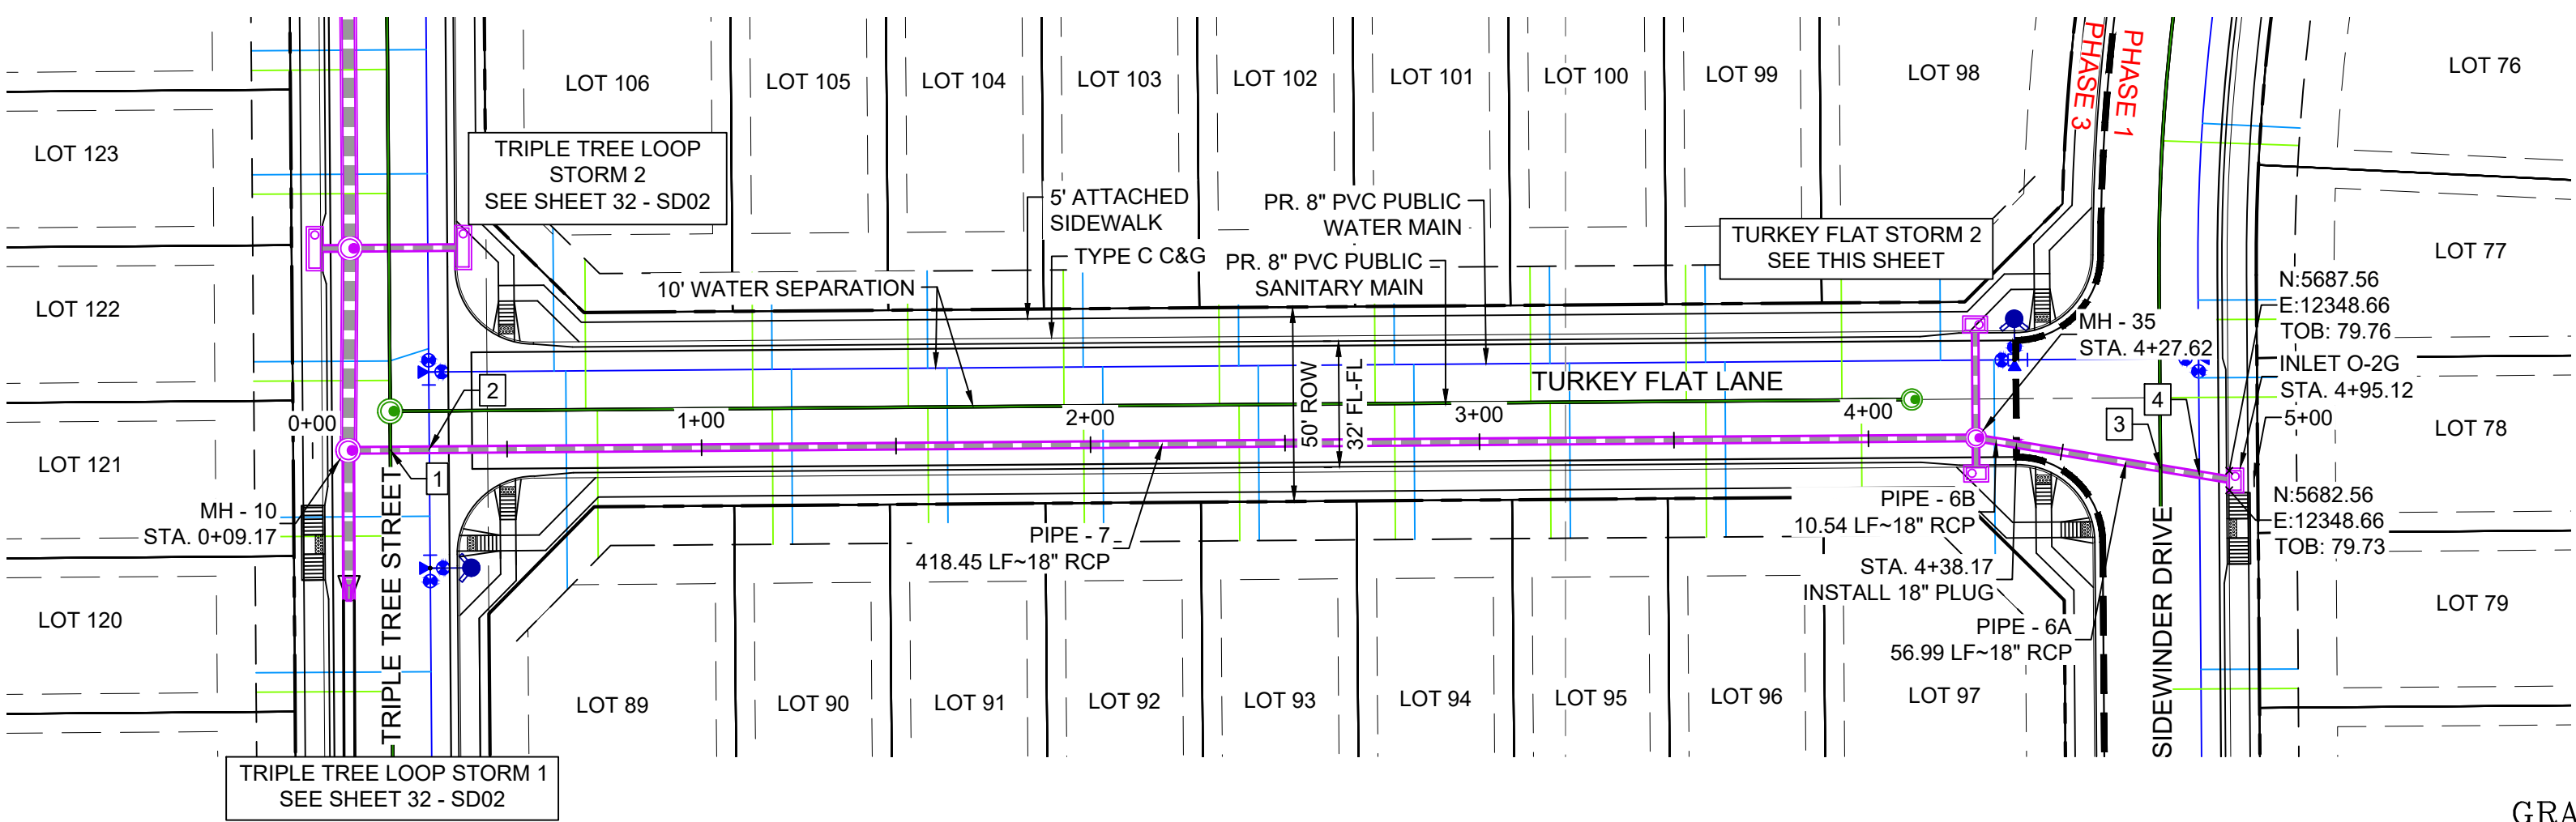 LOT 106
LOT 105
LOT 104
LOT 103
LOT 102
LOT 101
LOT 100
LOT 99
LOT 98
PHASE 3
PHASE 1
LOT 76
LOT 123
TRIPLE TREE LOOP
STORM 2
SEE SHEET 32 - SD02
5' ATTACHED
SIDEWALK
TYPE C C&G
PR. 8" PVC PUBLIC
WATER MAIN
PR. 8" PVC PUBLIC
SANITARY MAIN
TURKEY FLAT STORM 2
SEE THIS SHEET
LOT 77
10' WATER SEPARATION
N:5687.56
E:12348.66
TOB: 79.76
LOT 122
MH - 35
STA. 4+27.62
INLET O-2G
STA. 4+95.12
2
TURKEY FLAT LANE
50' ROW
32' FL-FL
0+00
1+00
2+00
3+00
4+00
3
4
5+00
LOT 78
LOT 121
1
MH - 10
STA. 0+09.17
TRIPLE TREE STREET
PIPE - 7
418.45 LF~18" RCP
PIPE - 6B
10.54 LF~18" RCP
N:5682.56
E:12348.66
TOB: 79.73
STA. 4+38.17
INSTALL 18" PLUG
SIDEWINDER DRIVE
LOT 120
LOT 79
PIPE - 6A
56.99 LF~18" RCP
LOT 89
LOT 90
LOT 91
LOT 92
LOT 93
LOT 94
LOT 95
LOT 96
LOT 97
TRIPLE TREE LOOP STORM 1
SEE SHEET 32 - SD02
GRA